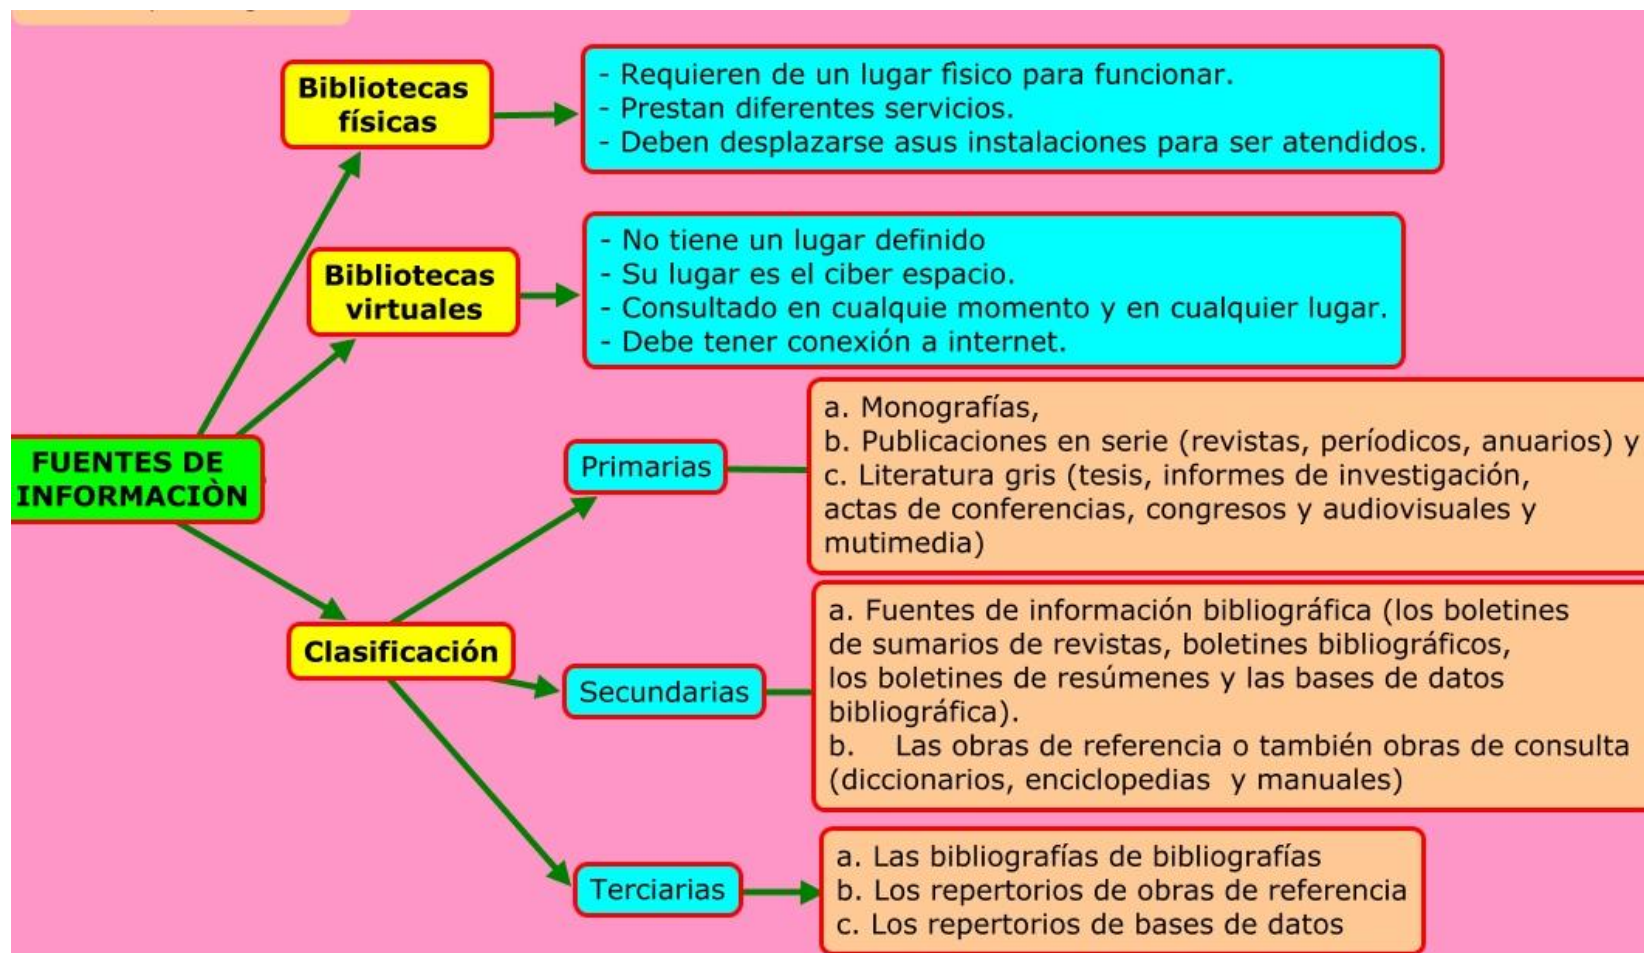 Bibliotecas
físicas
- Requieren de un lugar fìsico para funcionar.
- Prestan diferentes servicios.
- Deben desplazarse asus instalaciones para ser atendidos.
Bibliotecas
virtuales
- No tiene un lugar definido
- Su lugar es el ciber espacio.
- Consultado en cualquie momento y en cualquier lugar.
- Debe tener conexión a internet.
FUENTES DE
INFORMACIÒN
Clasificación
Primarias
a. Monografías,
b. Publicaciones en serie (revistas, períodicos, anuarios) y
c. Literatura gris (tesis, informes de investigación,
actas de conferencias, congresos y audiovisuales y
mutimedia)
Secundarias
a. Fuentes de información bibliográfica (los boletines
de sumarios de revistas, boletines bibliográficos,
los boletines de resúmenes y las bases de datos
bibliográfica).
b. Las obras de referencia o también obras de consulta
(diccionarios, enciclopedias y manuales)
Terciarias
a. Las bibliografías de bibliografías
b. Los repertorios de obras de referencia
c. Los repertorios de bases de datos